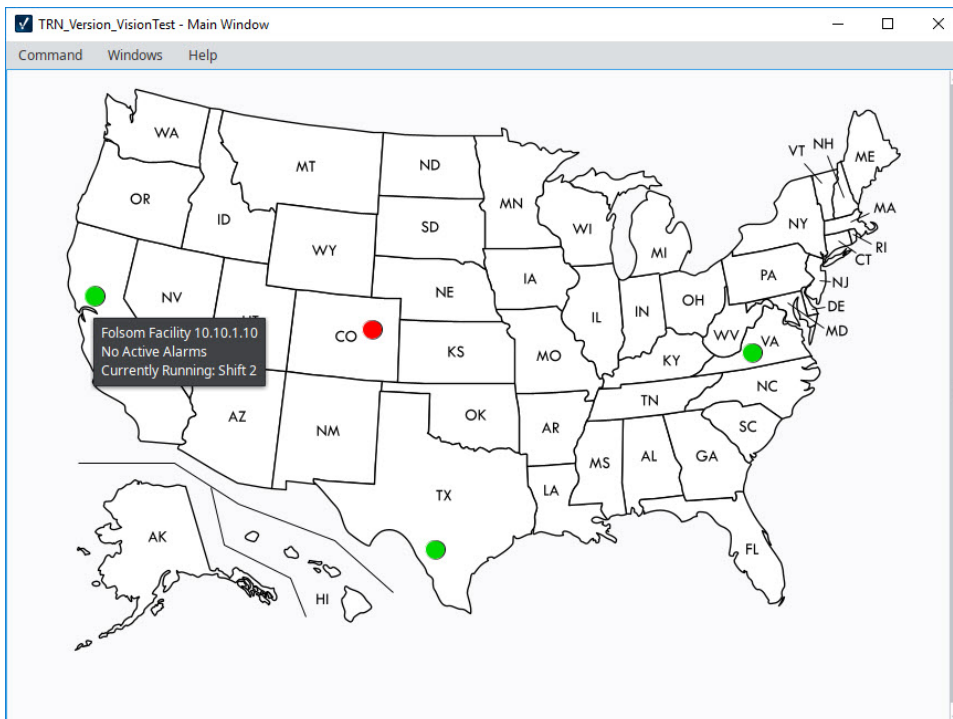 TRN_Version_VisionTest - Main Window
Command Windows Help
WA
MT
ND
MN
VT NH
ME
OR
ID
SD
WI
NY
MA
WY
MI
RI
CT
NV
NE
IA
PA
NJ
IL
IN
OH
DE
CO
KS
MO
WV
VA
MD
KY
Folsom Facility 10.10.1.10
No Active Alarms
Currently Running: Shift 2
AZ
NM
OK
AR
TN
NC
SC
MS
AL
GA
TX
LA
AK
HI
FL